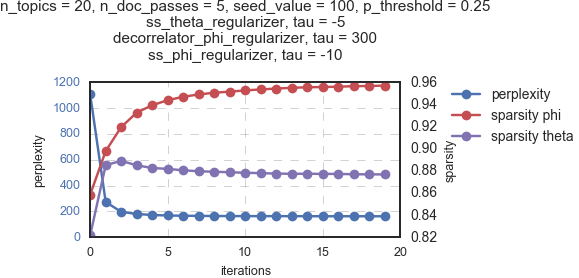 n_topics = 20, n_doc_passes = 5, seed_value = 100, p_threshold = 0.25
ss_theta_regularizer, tau = -5
decorrelator_phi_regularizer, tau = 300
ss_phi_regularizer, tau = -10
1200
1000
800
600
400
200
0
perplexity
0.96
0.94
0.92
0.90
0.88
0.86
0.84
0.82
sparsity
0 5 10 15 20
iterations
perplexity
sparsity phi
sparsity theta